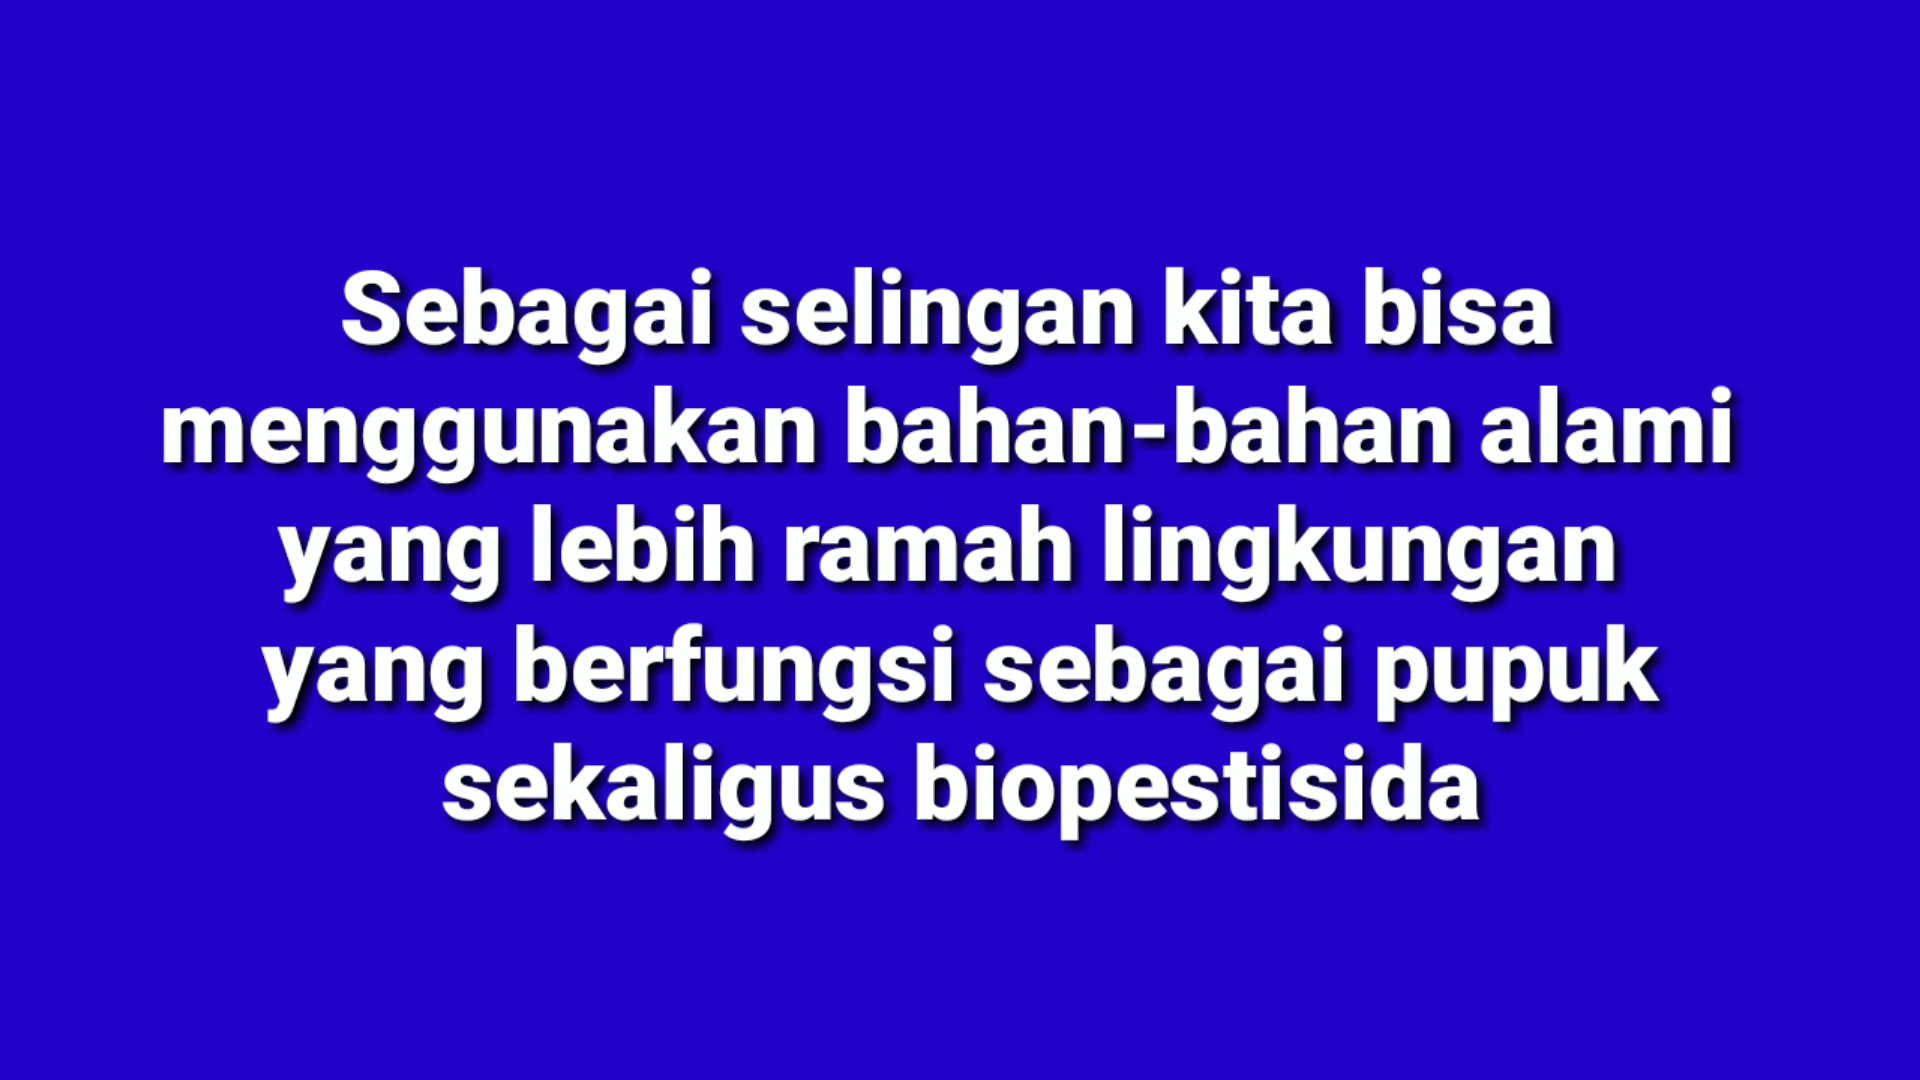 Sebagai selingan kita bisa
menggunakan bahan-bahan alami
yang lebih ramah lingkungan
yang berfungsi sebagai pupuk
sekaligus biopestisida